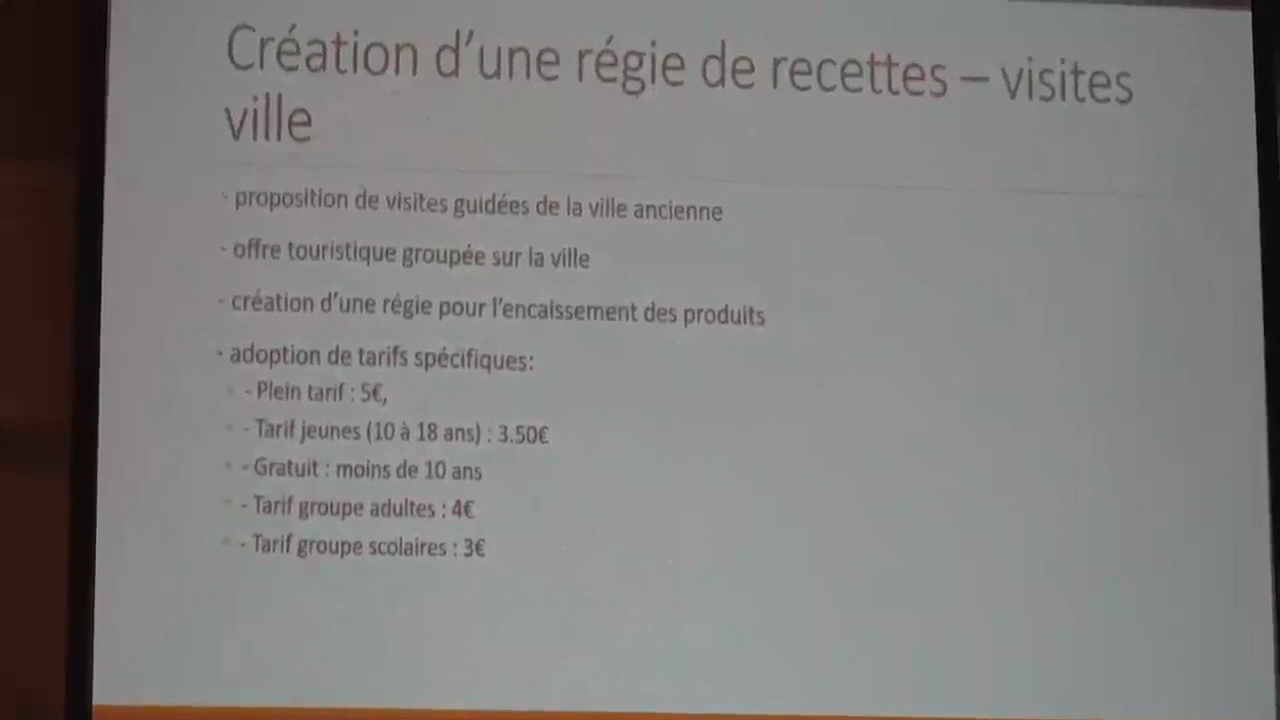 Création d'une régie de recettes – visites
ville
- proposition de visites guidées de la ville ancienne
- offre touristique groupée sur la ville
- création d'une régie pour l'encaissement des produits
- adoption de tarifs spécifiques:
- Plein tarif : 5€,
- Tarif jeunes (10 à 18 ans) : 3.50€
- Gratuit : moins de 10 ans
- Tarif groupe adultes : 4€
- Tarif groupe scolaires : 3€